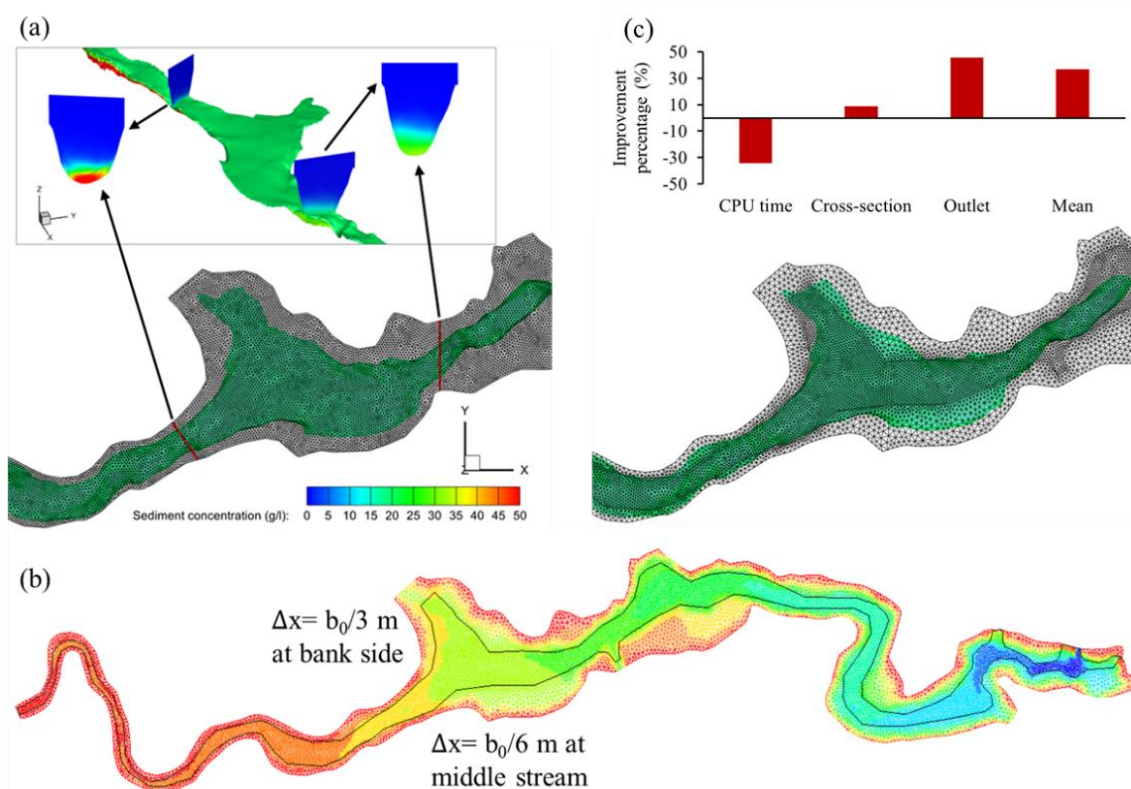 (a)
Z
Y
X
Y
Z
X
Sediment concentration (g/l):
0 5 10 15 20 25 30 35 40 45 50
(c)
Improvement
percentage (%)
50
30
10
-10
-30
-50
CPU time Cross-section Outlet Mean
(b)
Δx= b₀/3 m
at bank side
Δx= b₀/6 m at
middle stream